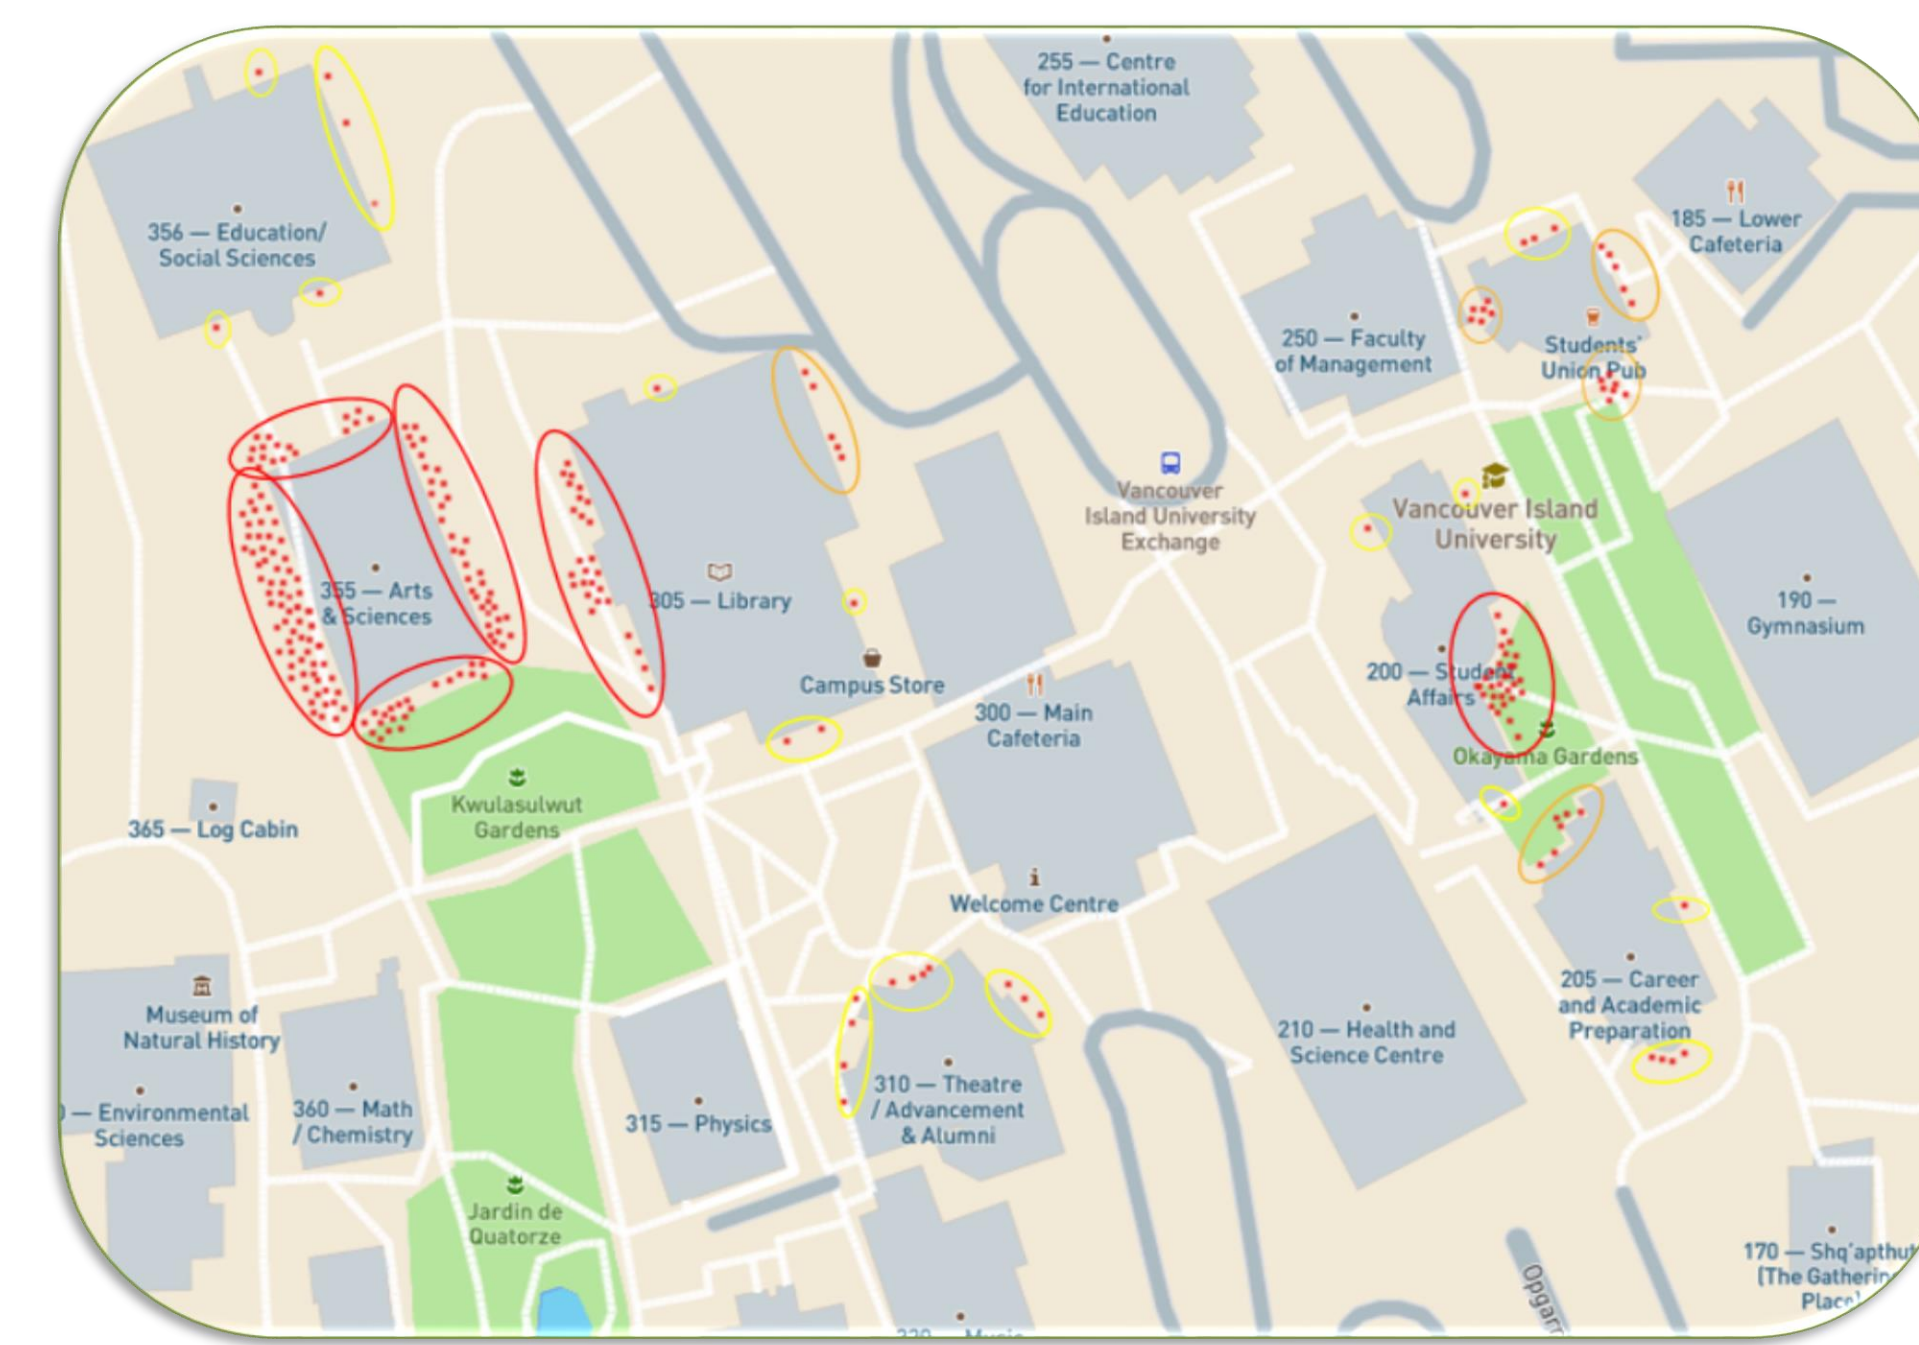 255 — Centre
for International
Education
185 — Lower
Cafeteria
356 — Education/
Social Sciences
250 — Faculty
of Management
Students'
Union Pub
Vancouver
Island University
Exchange
Vancouver Island
University
355 — Arts
& Sciences
305 — Library
190 —
Gymnasium
Campus Store
200 — Student
Affairs
300 — Main
Cafeteria
Okayama Gardens
Kwulasulwut
Gardens
365 — Log Cabin
Welcome Centre
205 — Career
and Academic
Preparation
Museum of
Natural History
210 — Health and
Science Centre
— Environmental
Sciences
360 — Math
/ Chemistry
315 — Physics
310 — Theatre
/ Advancement
& Alumni
Jardin de
Quatorze
170 — Shq'apthut
(The Gathering
Place)